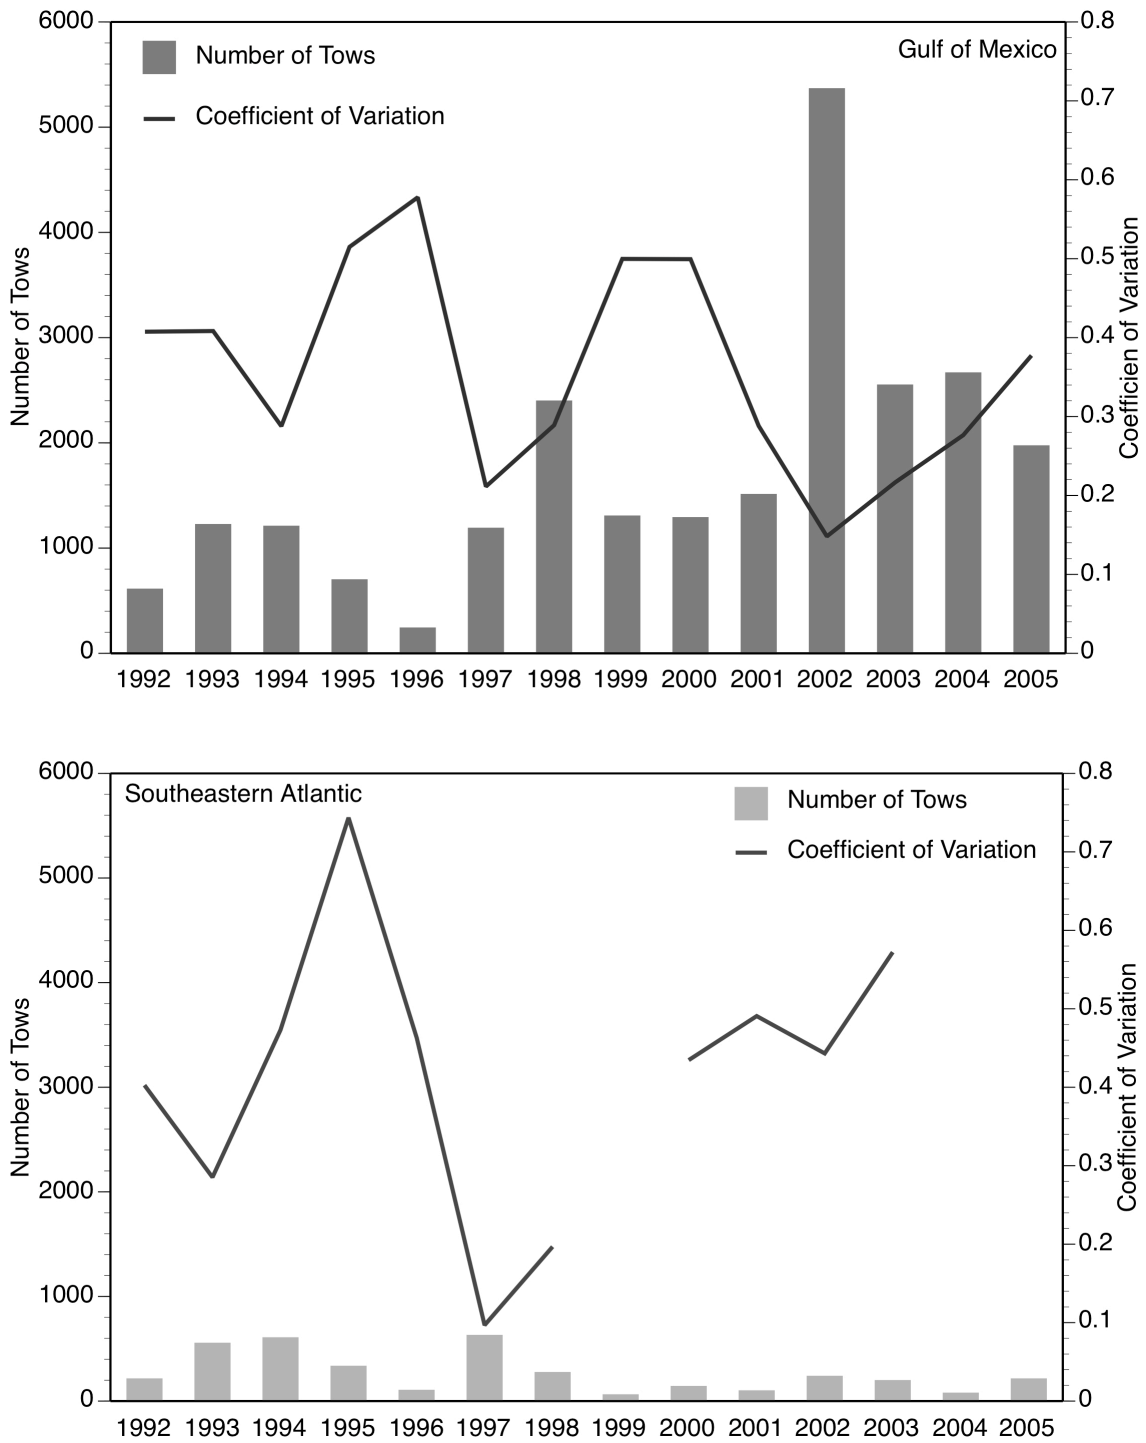 6000
5000
4000
3000
2000
1000
0
Number of Tows
Number of Tows
Coefficient of Variation
Gulf of Mexico
0.8
0.7
0.6
0.5
0.4
0.3
0.2
0.1
0
Coefficien of Variation
1992 1993 1994 1995 1996 1997 1998 1999 2000 2001 2002 2003 2004 2005
6000
5000
4000
3000
2000
1000
0
Number of Tows
Southeastern Atlantic
Number of Tows
Coefficient of Variation
0.8
0.7
0.6
0.5
0.4
0.3
0.2
0.1
0
Coefficient of Variation
1992 1993 1994 1995 1996 1997 1998 1999 2000 2001 2002 2003 2004 2005